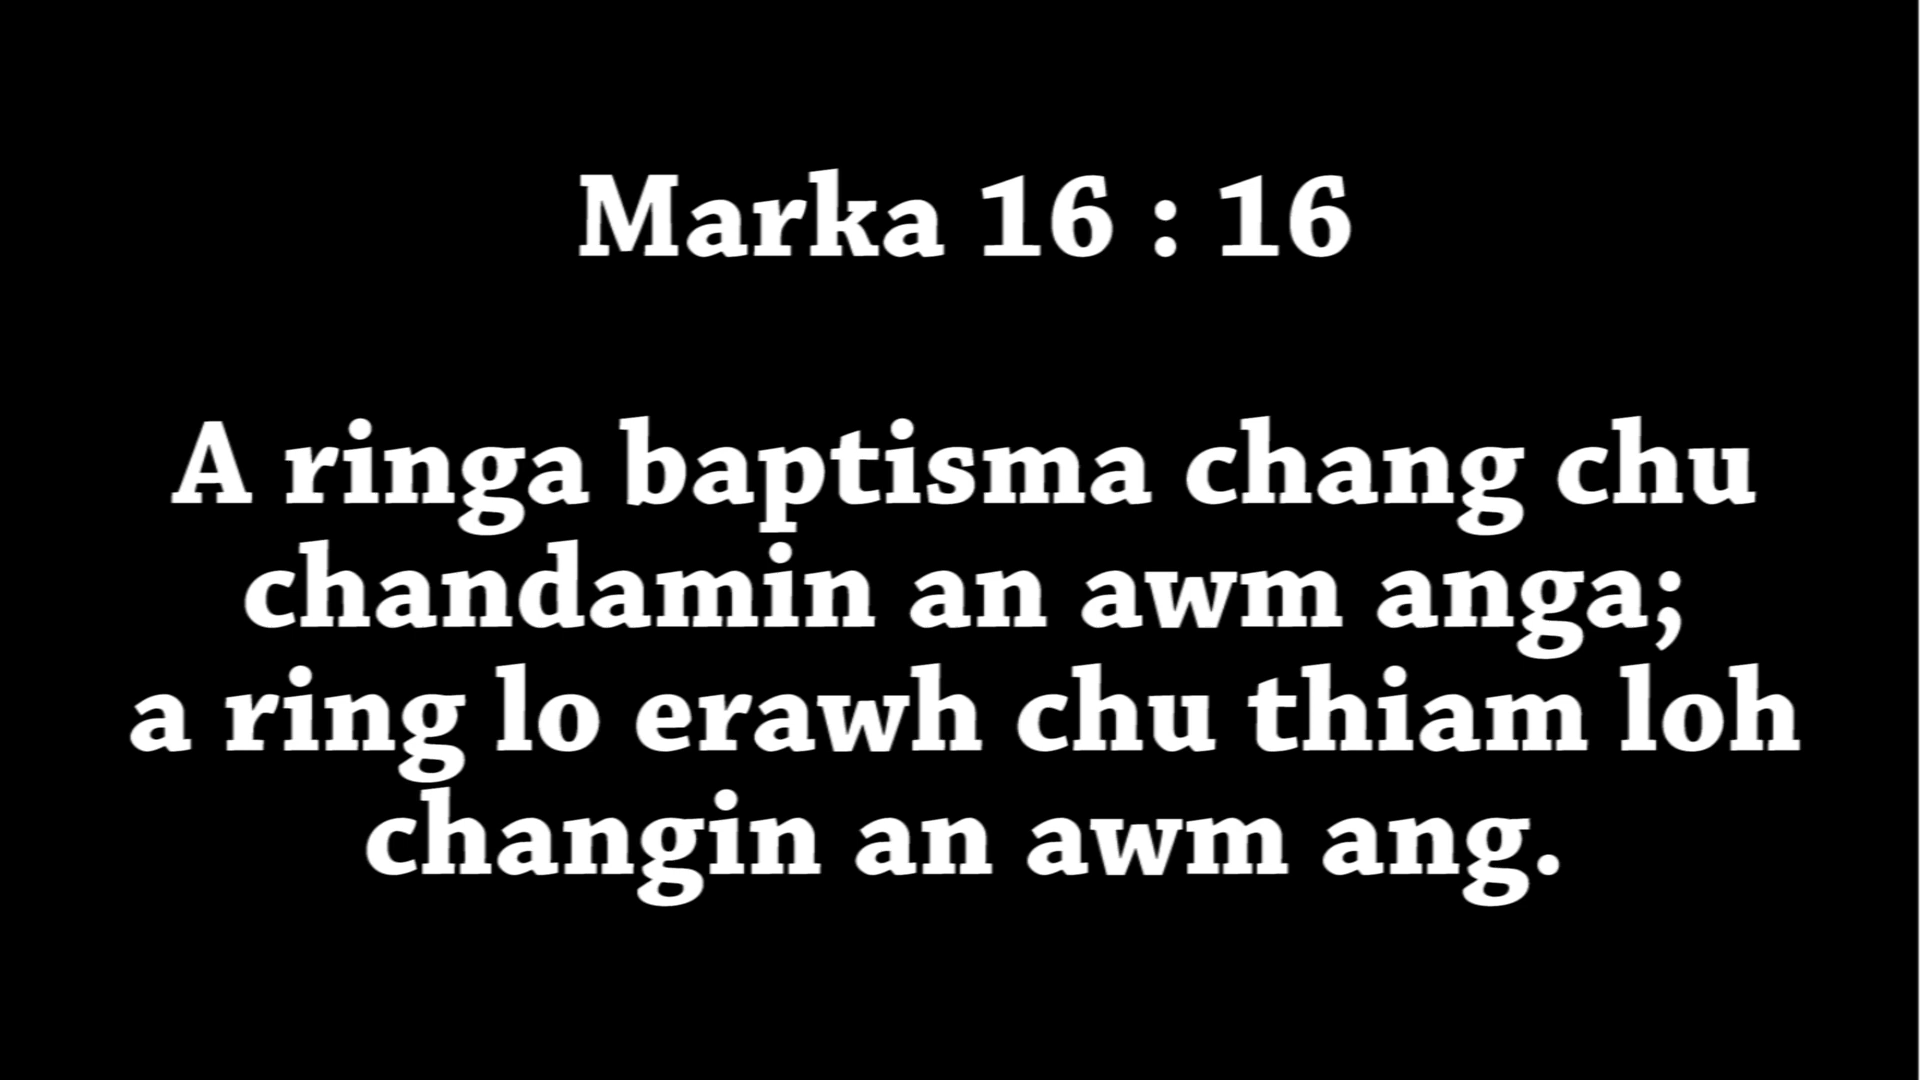 Marka 16 : 16
A ringa baptisma chang chu
chandamin an awm anga;
a ring lo erawh chu thiam loh
changin an awm ang.